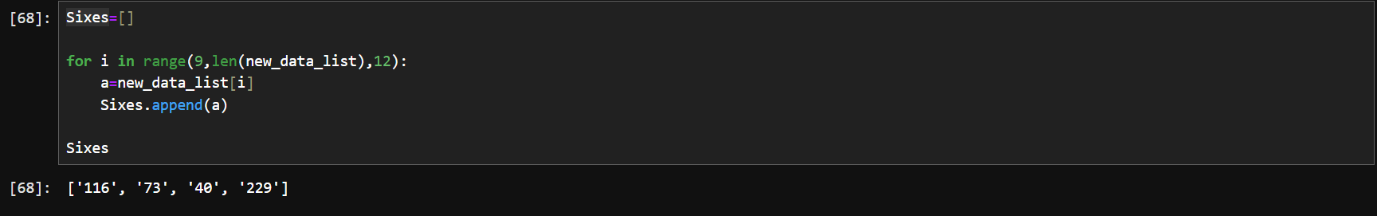 [68]: Sixes=[]
for i in range(9,len(new_data_list),12):
    a=new_data_list[i]
    Sixes.append(a)
Sixes
[68]: ['116', '73', '40', '229']